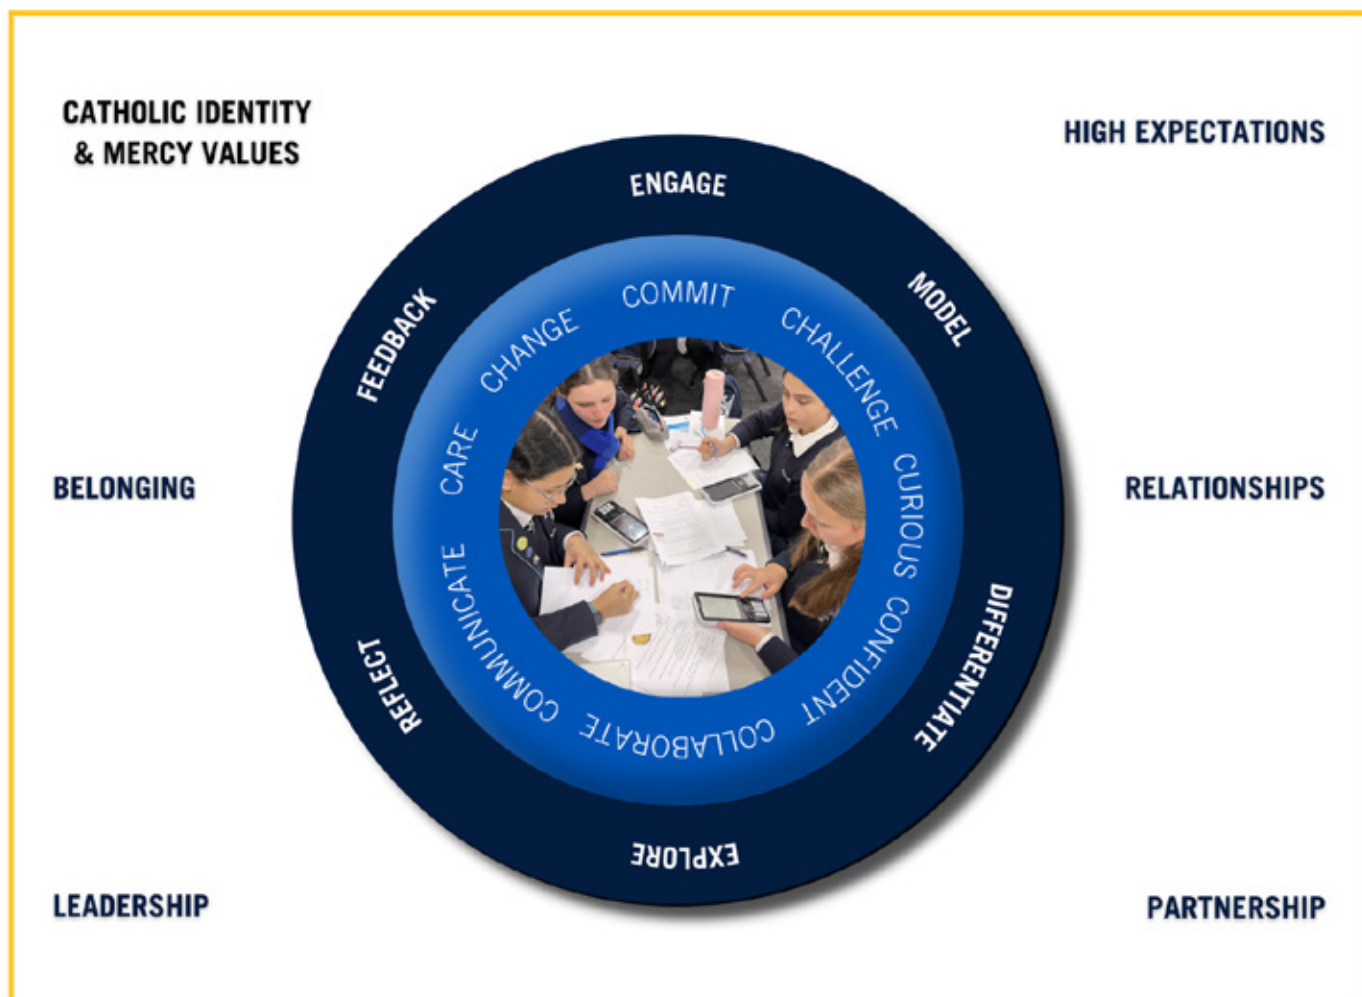 CATHOLIC IDENTITY
& MERCY VALUES
HIGH EXPECTATIONS
BELONGING
RELATIONSHIPS
LEADERSHIP
PARTNERSHIP
ENGAGE
MODEL
DIFFERENTIATE
EXPLORE
REFLECT
FEEDBACK
COMMIT
CHALLENGE
CURIOUS
CONFIDENT
COLLABORATE
COMMUNICATE
CARE
CHANGE